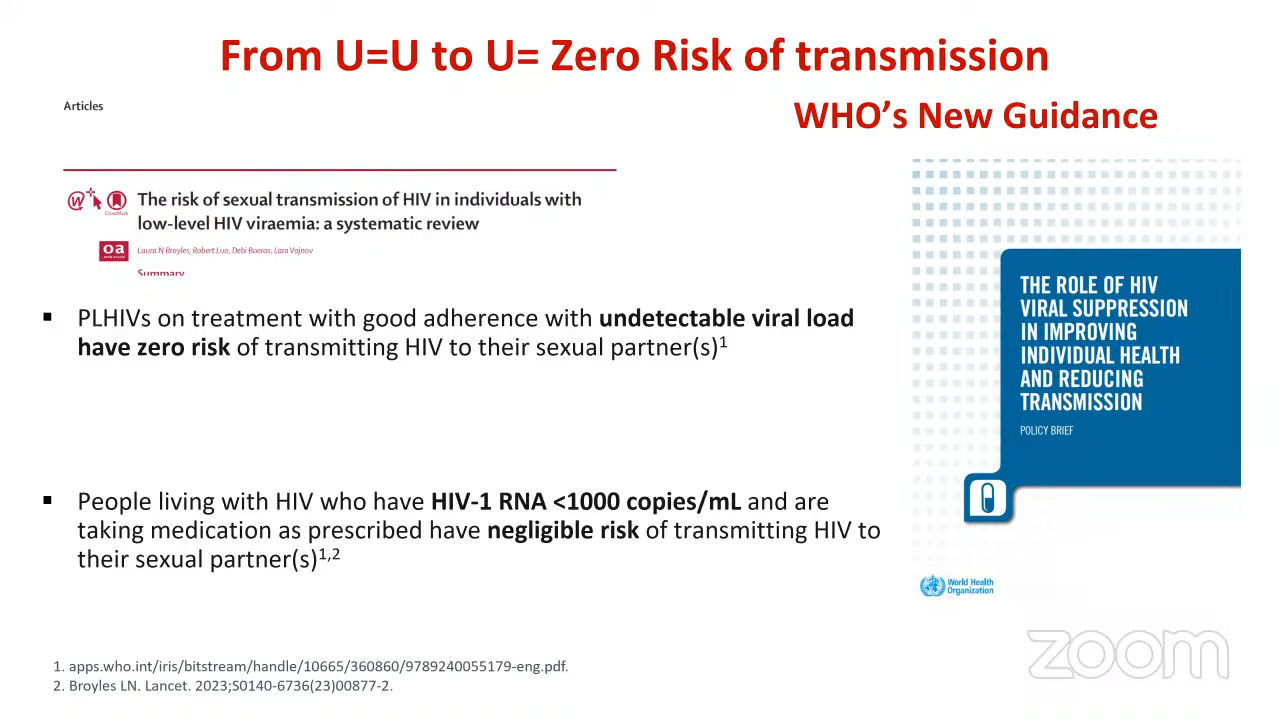 From U=U to U= Zero Risk of transmission
WHO's New Guidance
Articles
The risk of sexual transmission of HIV in individuals with
low-level HIV viraemia: a systematic review
CrossMark
oa
OPEN ACCESS
Laura N Broyles, Robert Luo, Debi Boeras, Lara Vojnov
Summary
▪ PLHIVs on treatment with good adherence with undetectable viral load
have zero risk of transmitting HIV to their sexual partner(s)1
▪ People living with HIV who have HIV-1 RNA <1000 copies/mL and are
taking medication as prescribed have negligible risk of transmitting HIV to
their sexual partner(s)1,2
THE ROLE OF HIV
VIRAL SUPPRESSION
IN IMPROVING
INDIVIDUAL HEALTH
AND REDUCING
TRANSMISSION
POLICY BRIEF
World Health
Organization
1. apps.who.int/iris/bitstream/handle/10665/360860/9789240055179-eng.pdf.
2. Broyles LN. Lancet. 2023;S0140-6736(23)00877-2.
zoom